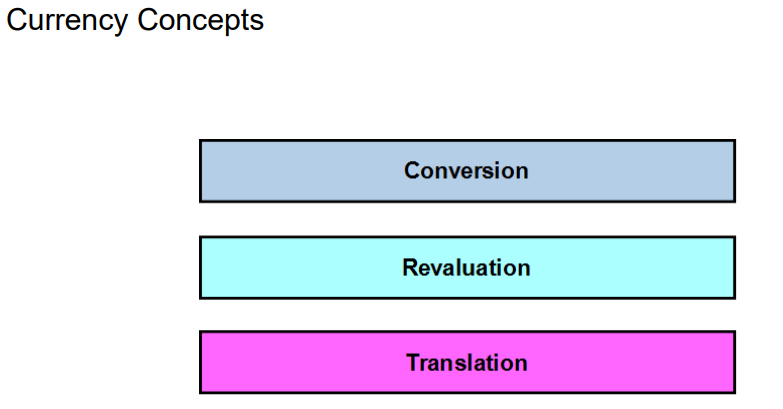 Currency Concepts
Conversion
Revaluation
Translation